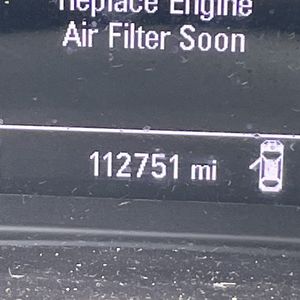 Replace Engine
Air Filter Soon
112751 mi